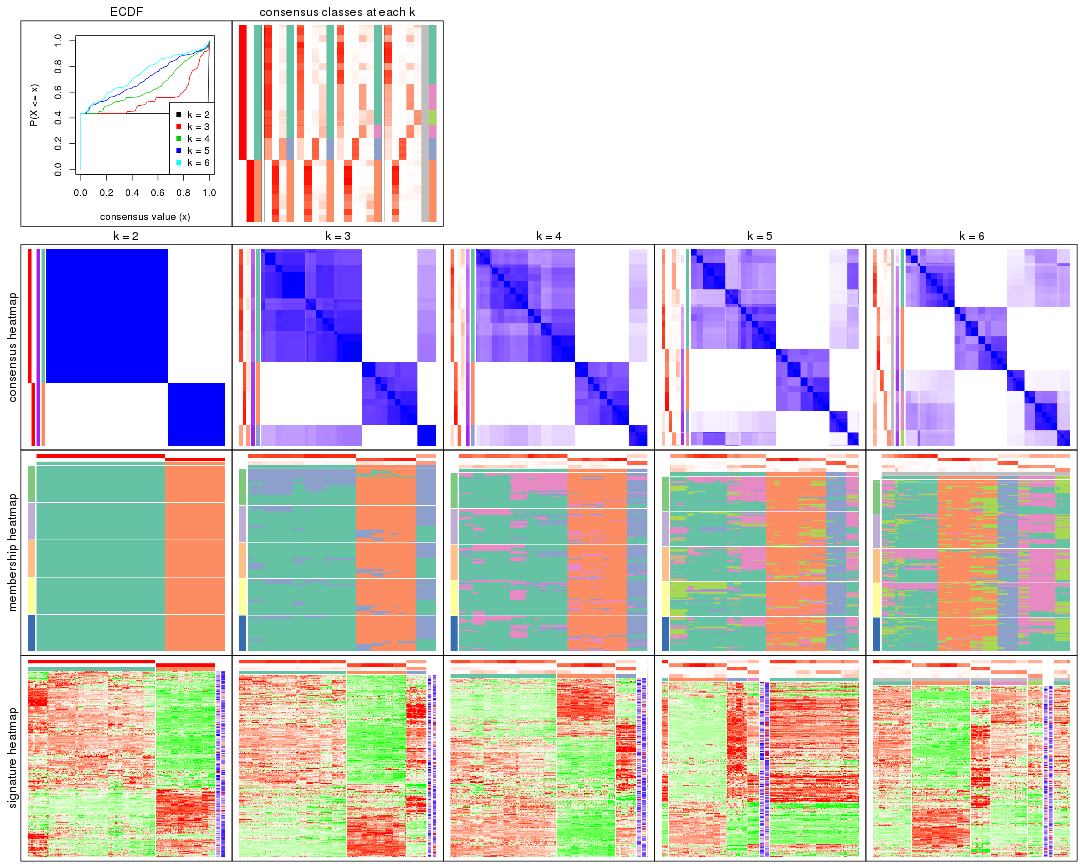 ECDF
consensus classes at each k
P(X <= x)
0.0 0.2 0.4 0.6 0.8 1.0
k = 2
k = 3
k = 4
k = 5
k = 6
0.0 0.2 0.4 0.6 0.8 1.0
consensus value (x)
k = 2
k = 3
k = 4
k = 5
k = 6
consensus heatmap
membership heatmap
signature heatmap